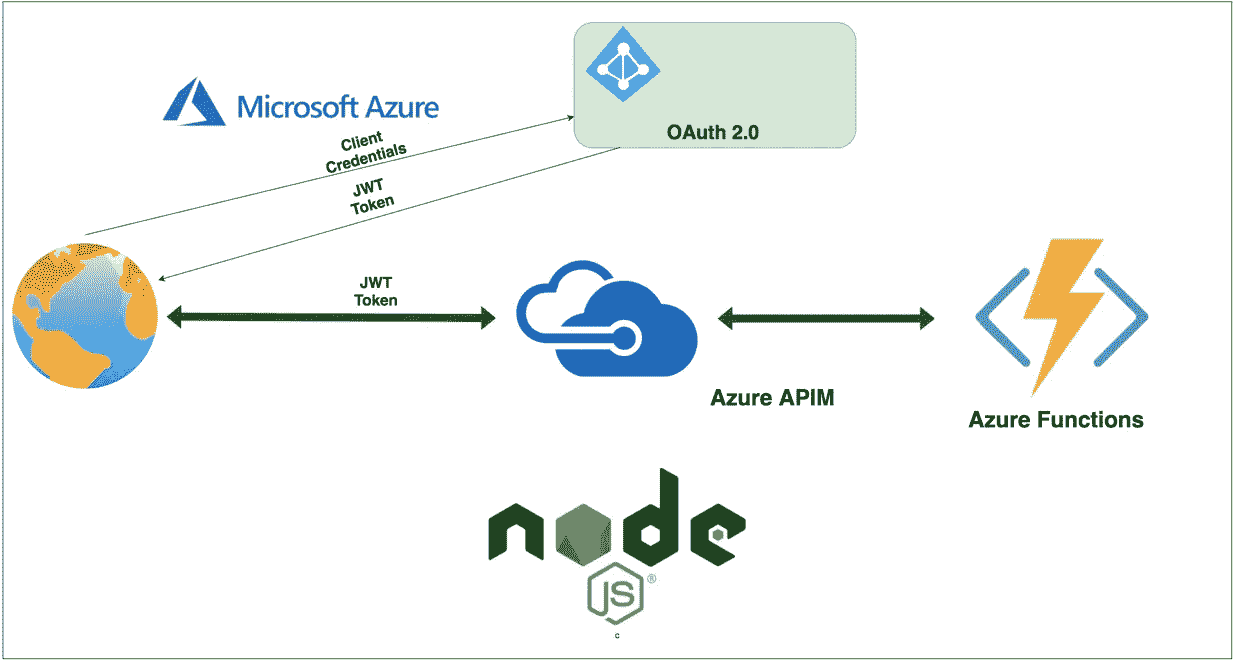 Microsoft Azure
OAuth 2.0
Client
Credentials
JWT
Token
JWT
Token
Azure APIM
Azure Functions
node
JS ®
c